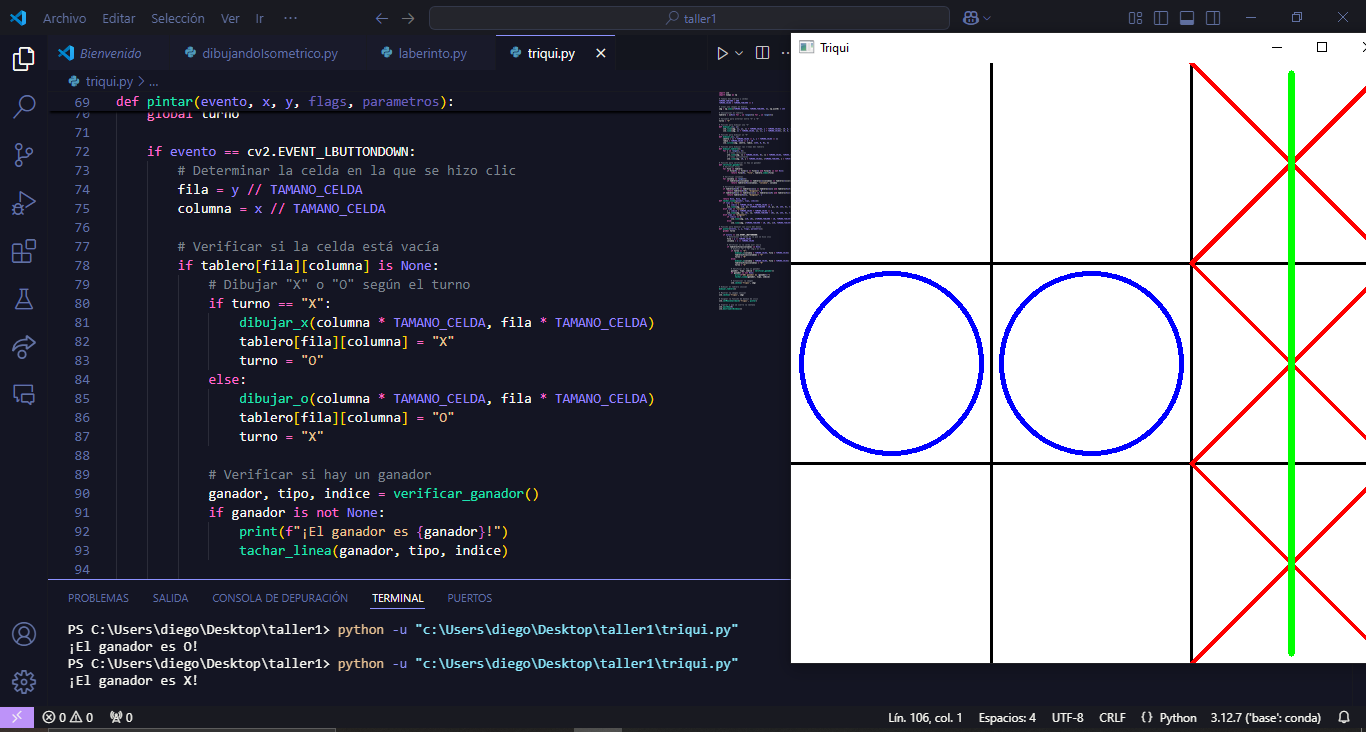 Archivo Editar Selección Ver Ir ··· taller1
Bienvenido dibujandoIsometrico.py laberinto.py triqui.py
triqui.py > ...
69 def pintar(evento, x, y, flags, parametros):
70 global turno
71
72 if evento == cv2.EVENT_LBUTTONDOWN:
73 # Determinar la celda en la que se hizo clic
74 fila = y // TAMANO_CELDA
75 columna = x // TAMANO_CELDA
76
77 # Verificar si la celda está vacía
78 if tablero[fila][columna] is None:
79 # Dibujar "X" o "O" según el turno
80 if turno == "X":
81 dibujar_x(columna * TAMANO_CELDA, fila * TAMANO_CELDA)
82 tablero[fila][columna] = "X"
83 turno = "O"
84 else:
85 dibujar_o(columna * TAMANO_CELDA, fila * TAMANO_CELDA)
86 tablero[fila][columna] = "O"
87 turno = "X"
88
89 # Verificar si hay un ganador
90 ganador, tipo, indice = verificar_ganador()
91 if ganador is not None:
92 print(f"¡El ganador es {ganador}!")
93 tachar_linea(ganador, tipo, indice)
94
Triqui
PROBLEMAS SALIDA CONSOLA DE DEPURACIÓN TERMINAL PUERTOS
PS C:\Users\diego\Desktop\taller1> python -u "c:\Users\diego\Desktop\taller1\triqui.py"
¡El ganador es O!
PS C:\Users\diego\Desktop\taller1> python -u "c:\Users\diego\Desktop\taller1\triqui.py"
¡El ganador es X!
0 0 0 Lín. 106, col. 1 Espacios: 4 UTF-8 CRLF {} Python 3.12.7 ('base': conda)